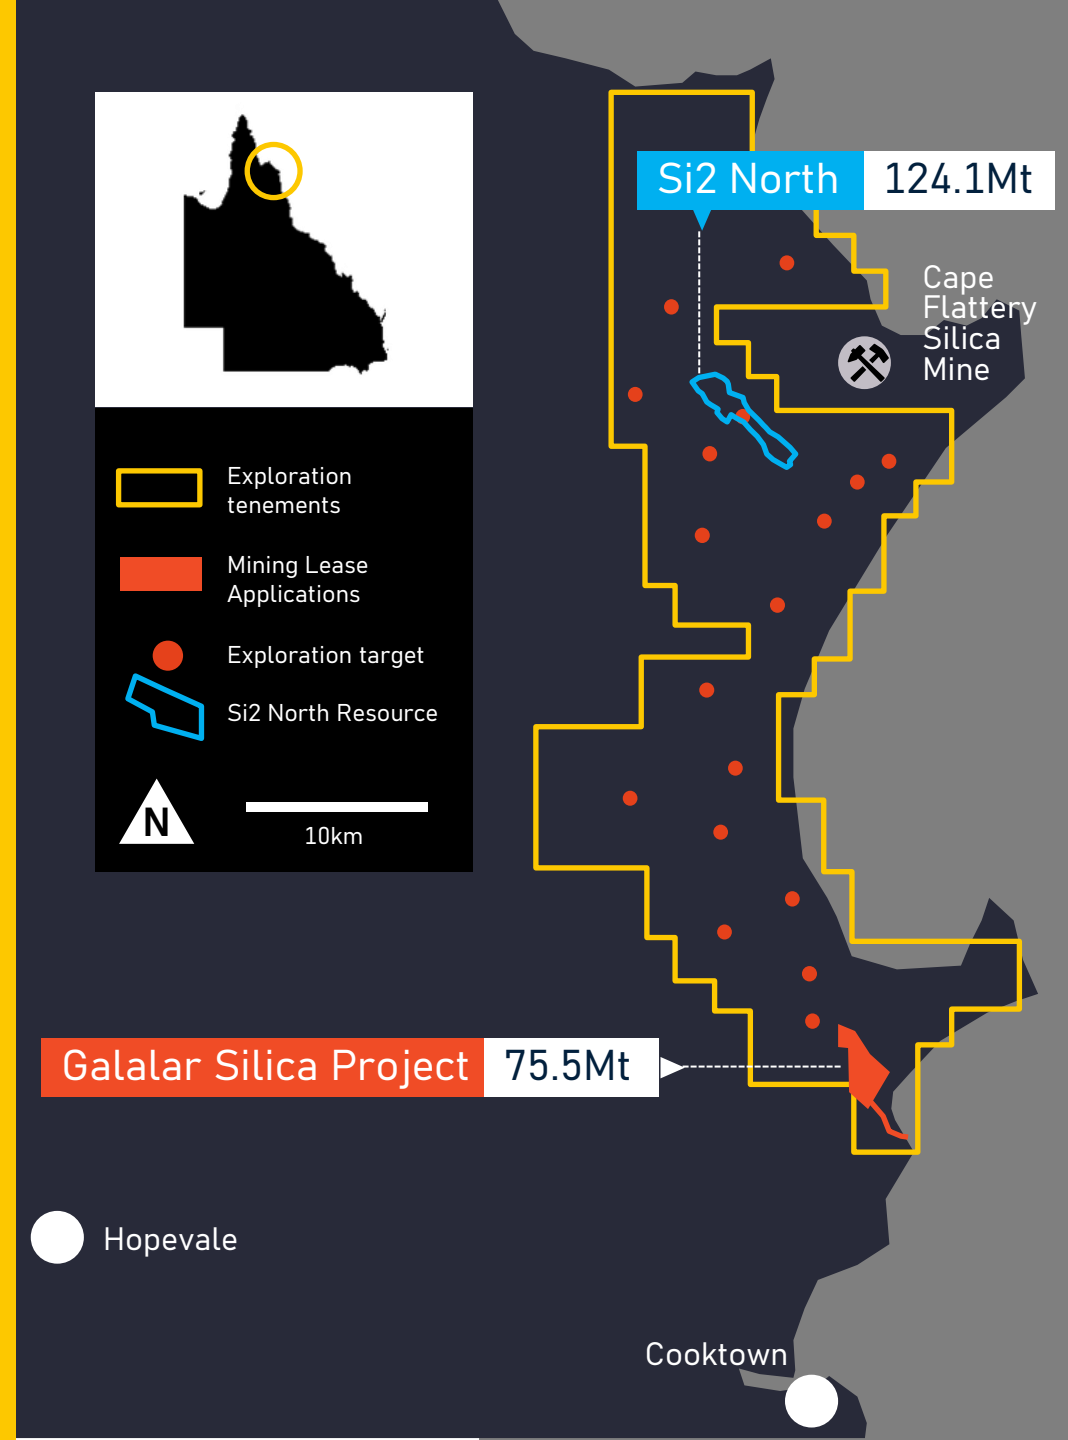 Si2 North 124.1Mt
Cape
Flattery
Silica
Mine
Exploration
tenements
Mining Lease
Applications
Exploration target
Si2 North Resource
N
10km
Galalar Silica Project 75.5Mt
Hopevale
Cooktown